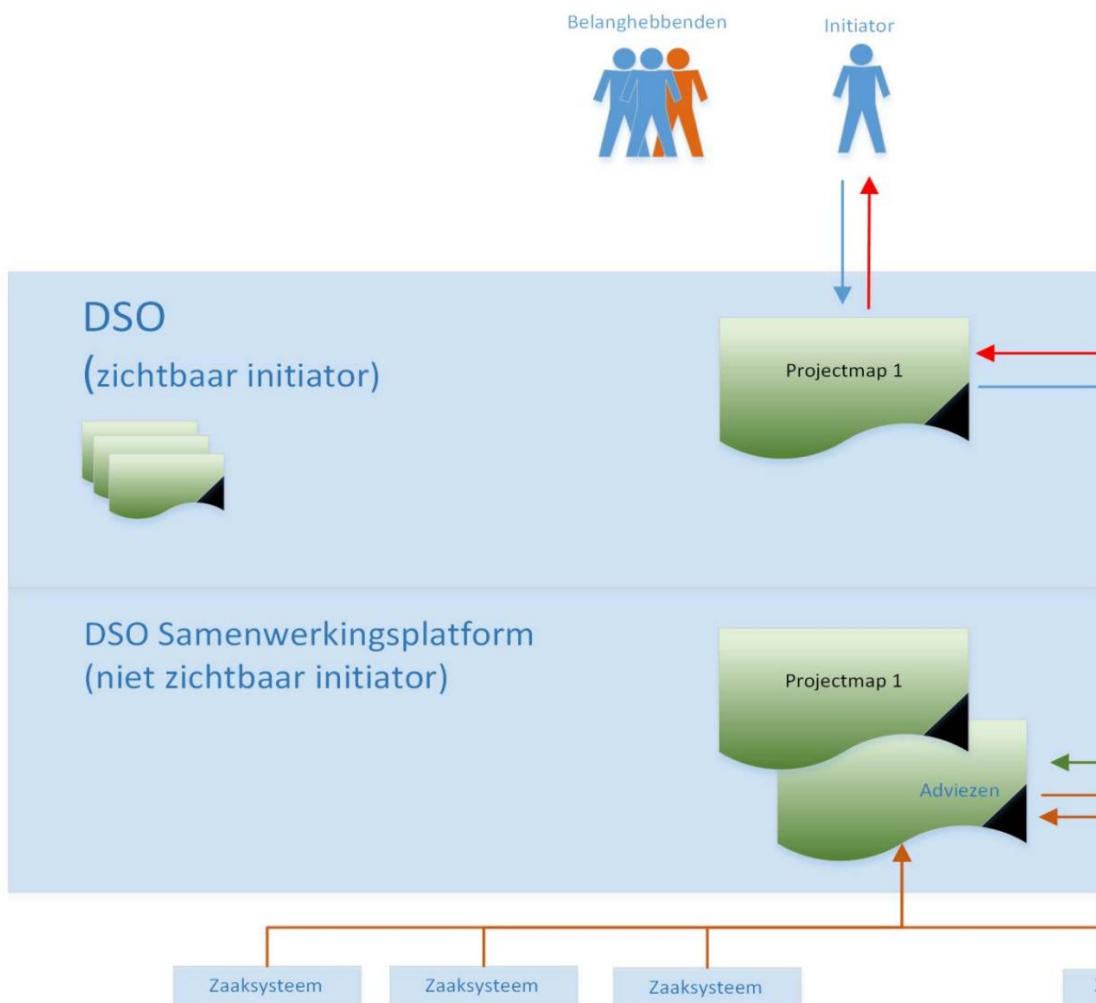 Belanghebbenden
Initiator
DSO
(zichtbaar initiator)
Projectmap 1
DSO Samenwerkingsplatform
(niet zichtbaar initiator)
Projectmap 1
Adviezen
Zaaksysteem
Zaaksysteem
Zaaksysteem